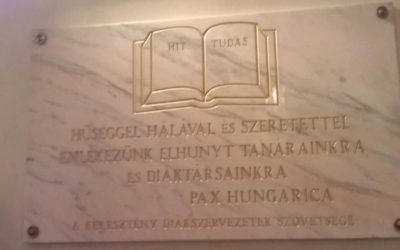 HIT TUDÁS
HŰSÉGGEL HÁLÁVAL ÉS SZERETETTEL
EMLÉKEZÜNK ELHUNYT TANÁRAINKRA
ÉS DIÁKTÁRSAINKRA
PAX HUNGARICA
A KERESZTÉNY DIÁKSZERVEZETEK SZÖVETSÉGE